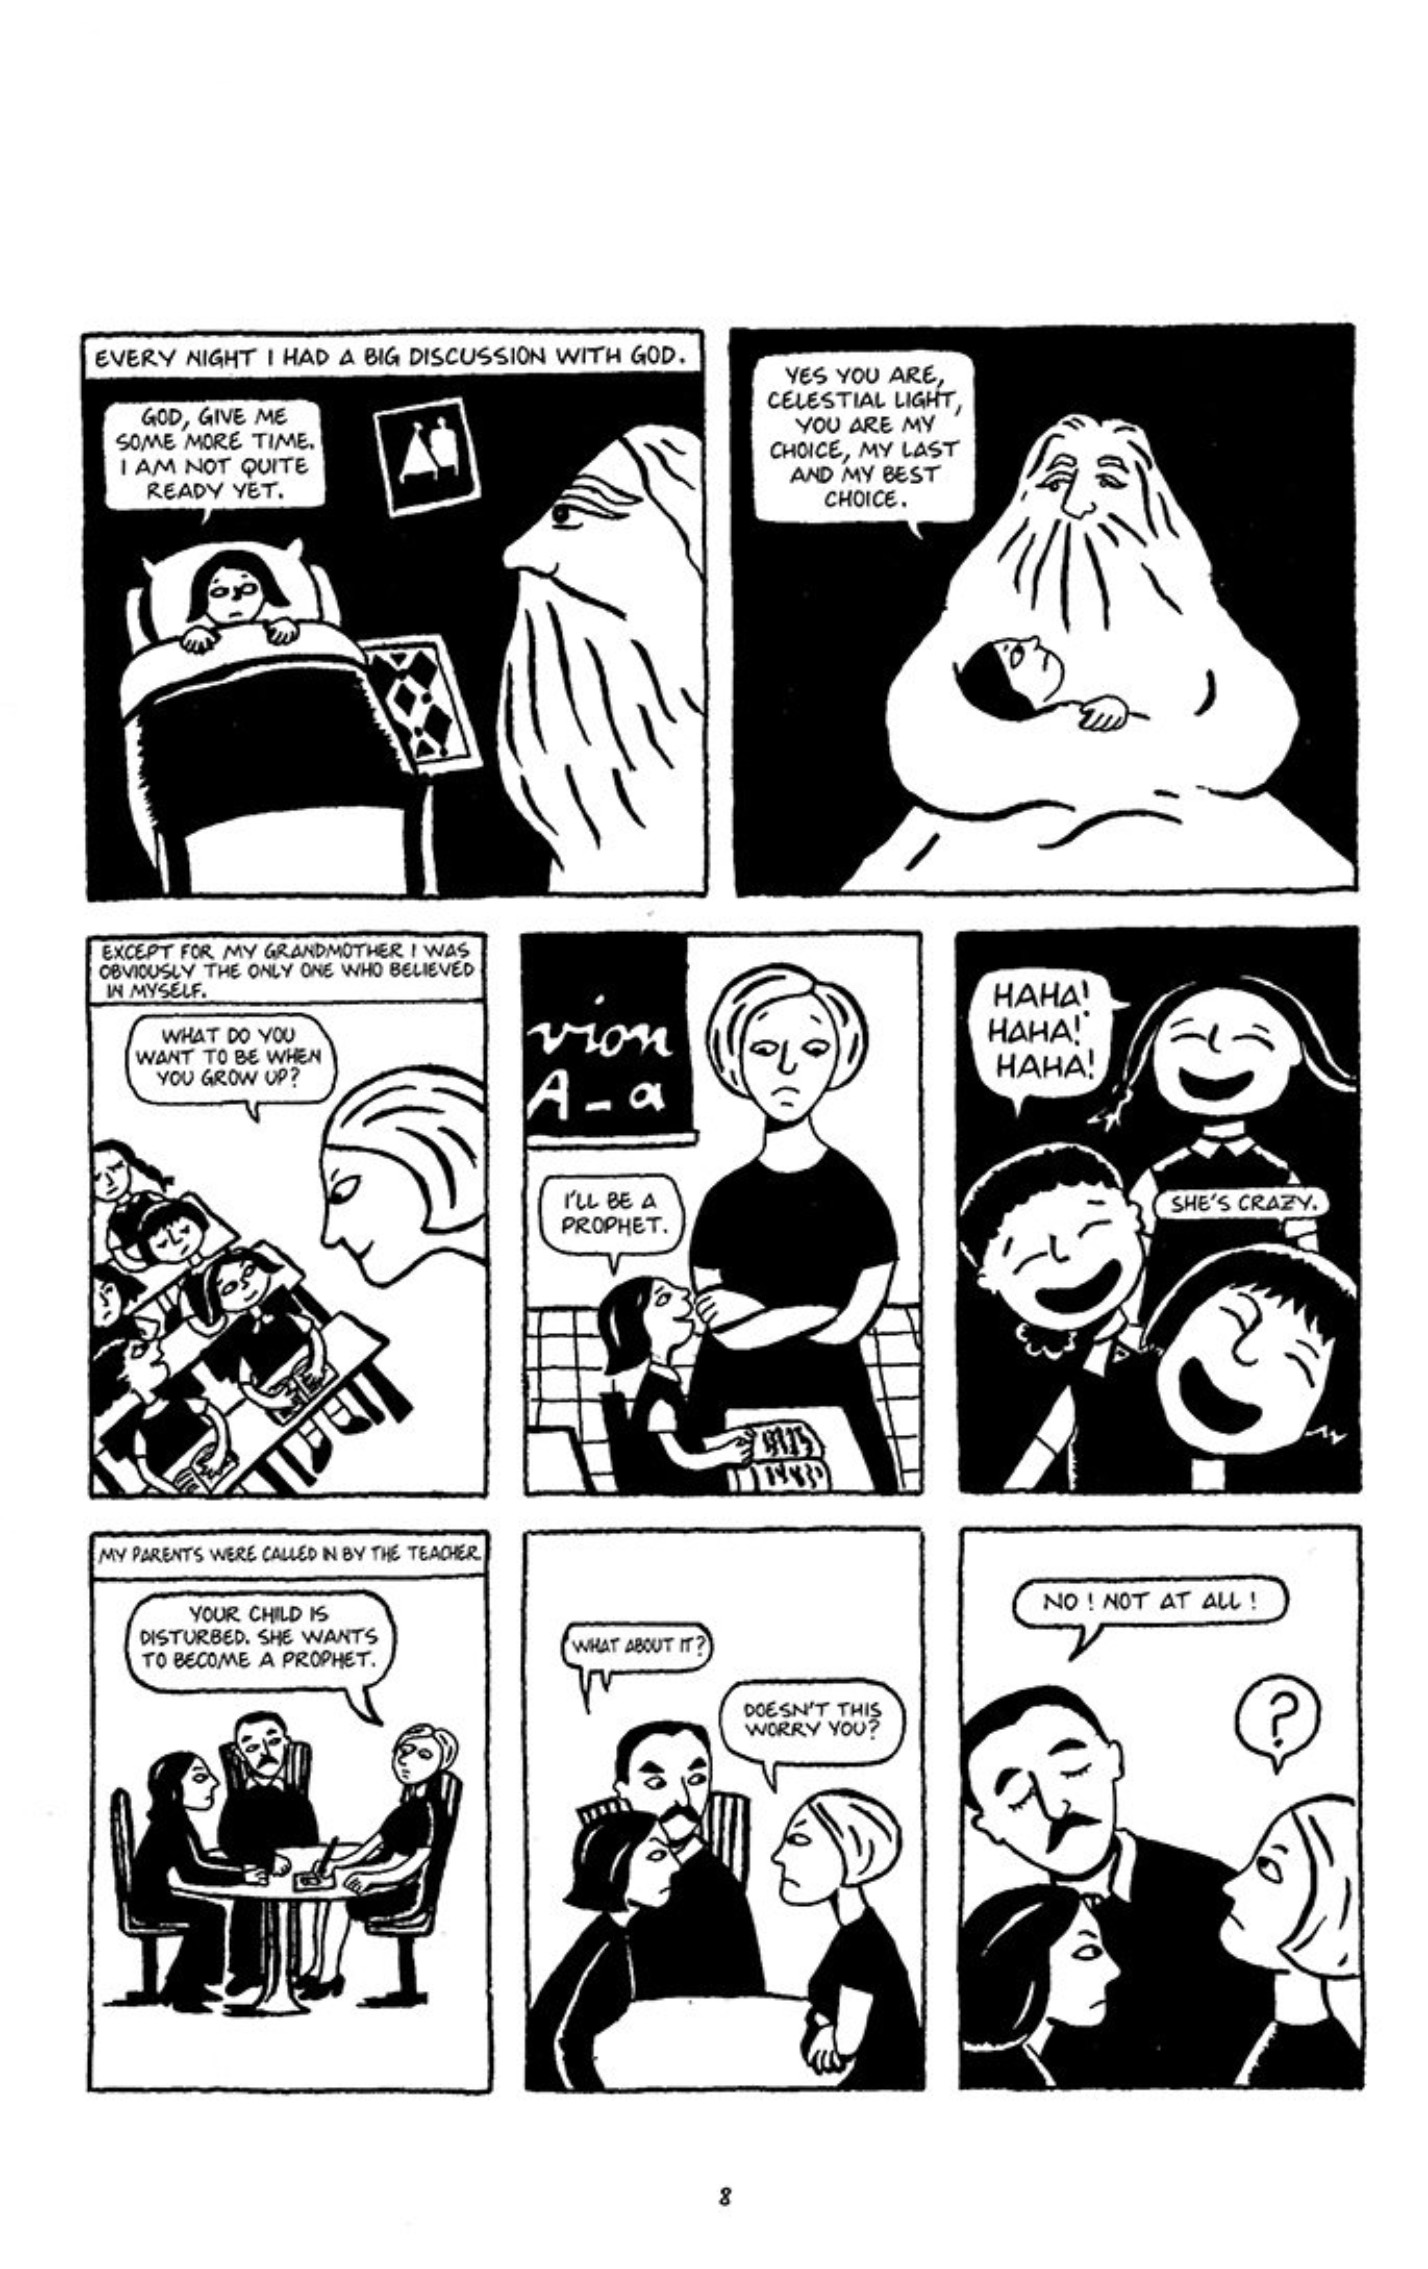 EVERY NIGHT I HAD A BIG DISCUSSION WITH GOD.
GOD, GIVE ME
SOME MORE TIME.
I AM NOT QUITE
READY YET.
YES YOU ARE,
CELESTIAL LIGHT,
YOU ARE MY
CHOICE, MY LAST
AND MY BEST
CHOICE.
EXCEPT FOR MY GRANDMOTHER I WAS
OBVIOUSLY THE ONLY ONE WHO BELIEVED
IN MYSELF.
WHAT DO YOU
WANT TO BE WHEN
YOU GROW UP?
vion
A - a
I'LL BE A
PROPHET.
HAHA!
HAHA!
HAHA!
SHE'S CRAZY.
MY PARENTS WERE CALLED IN BY THE TEACHER.
YOUR CHILD IS
DISTURBED. SHE WANTS
TO BECOME A PROPHET.
WHAT ABOUT IT?
DOESN'T THIS
WORRY YOU?
NO! NOT AT ALL!
?
8